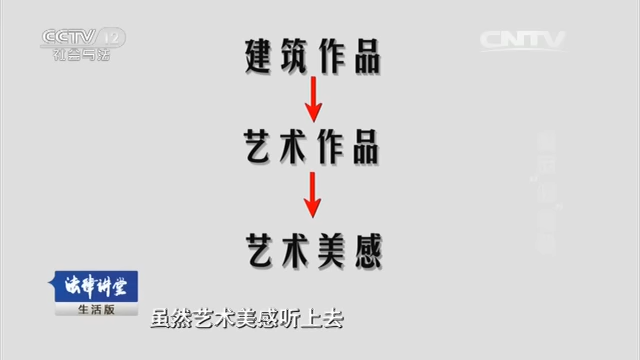 CCTV 12
社会与法
CNTV
建筑作品
艺术作品
艺术美感
法律讲堂
生活版
虽然艺术美感听上去